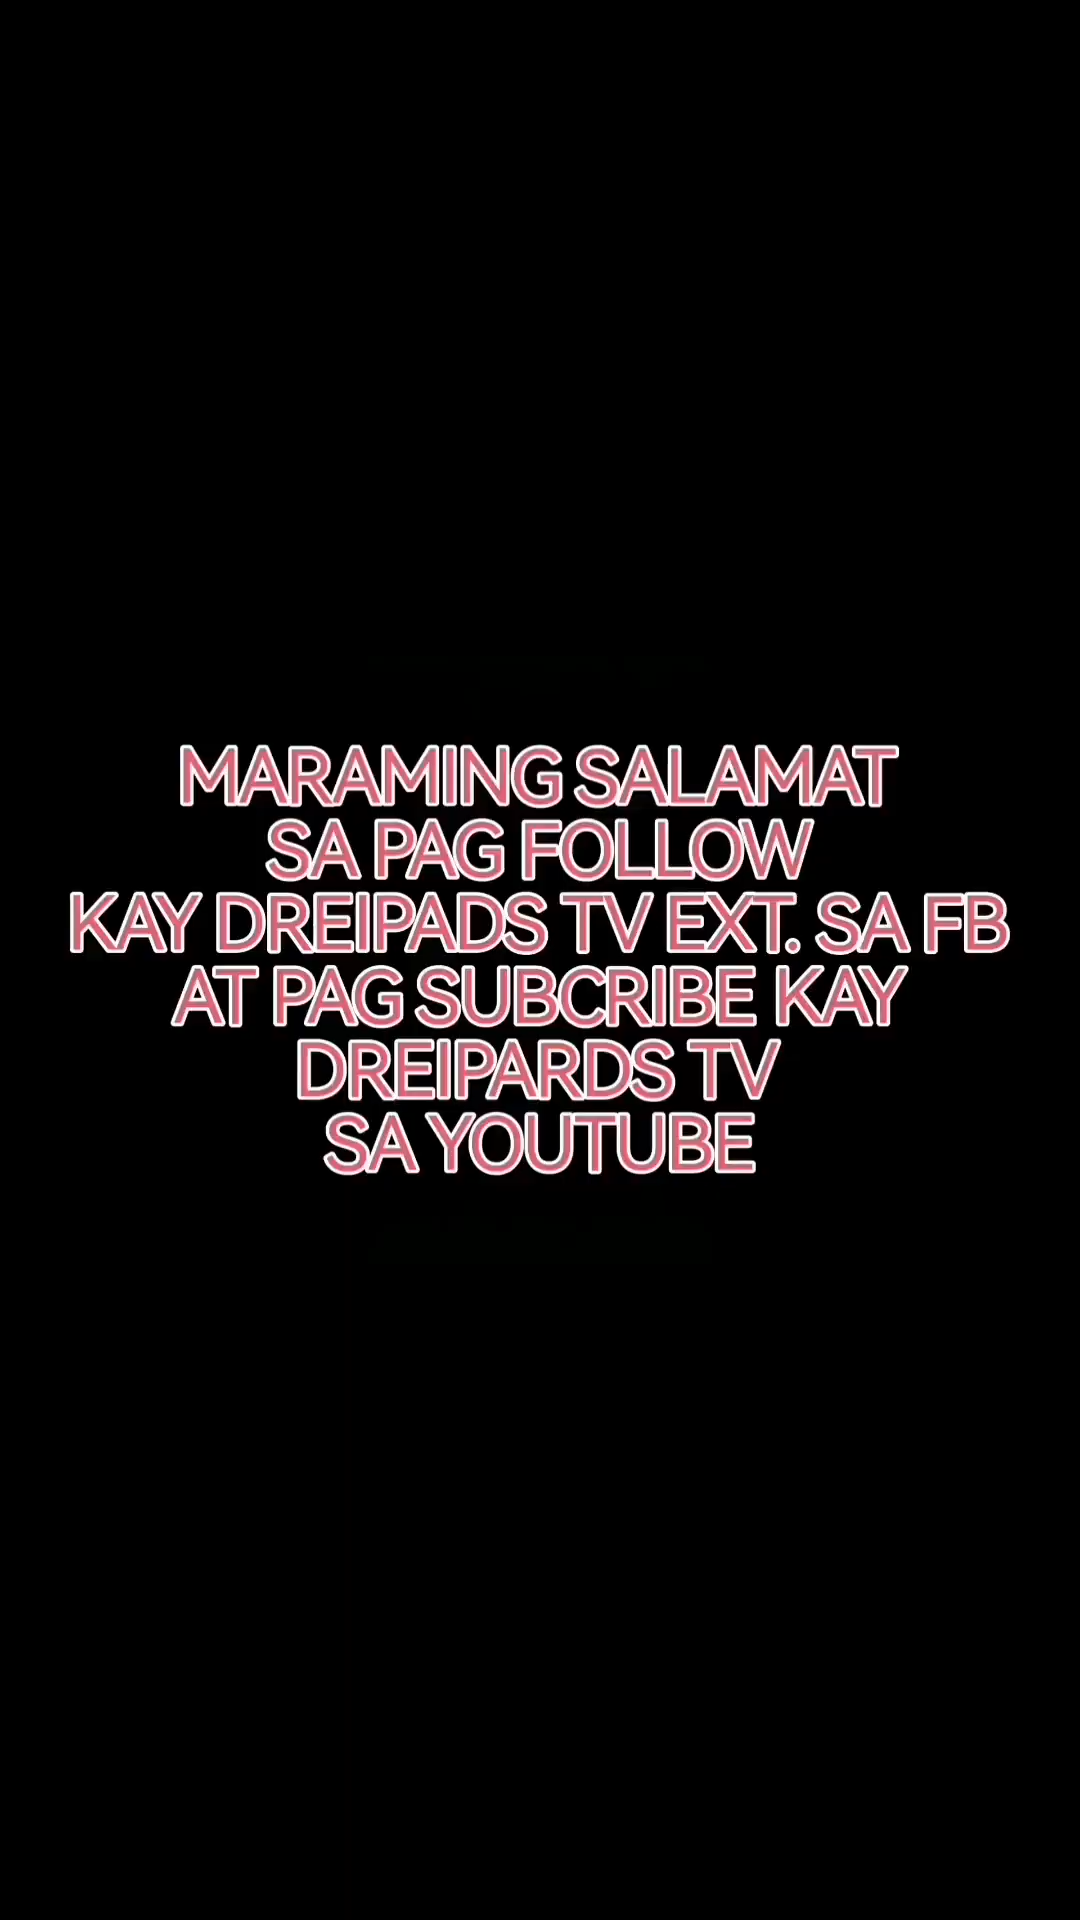 MARAMING SALAMAT
SA PAG FOLLOW
KAY DREIPADS TV EXT. SA FB
AT PAG SUBCRIBE KAY
DREIPARDS TV
SA YOUTUBE